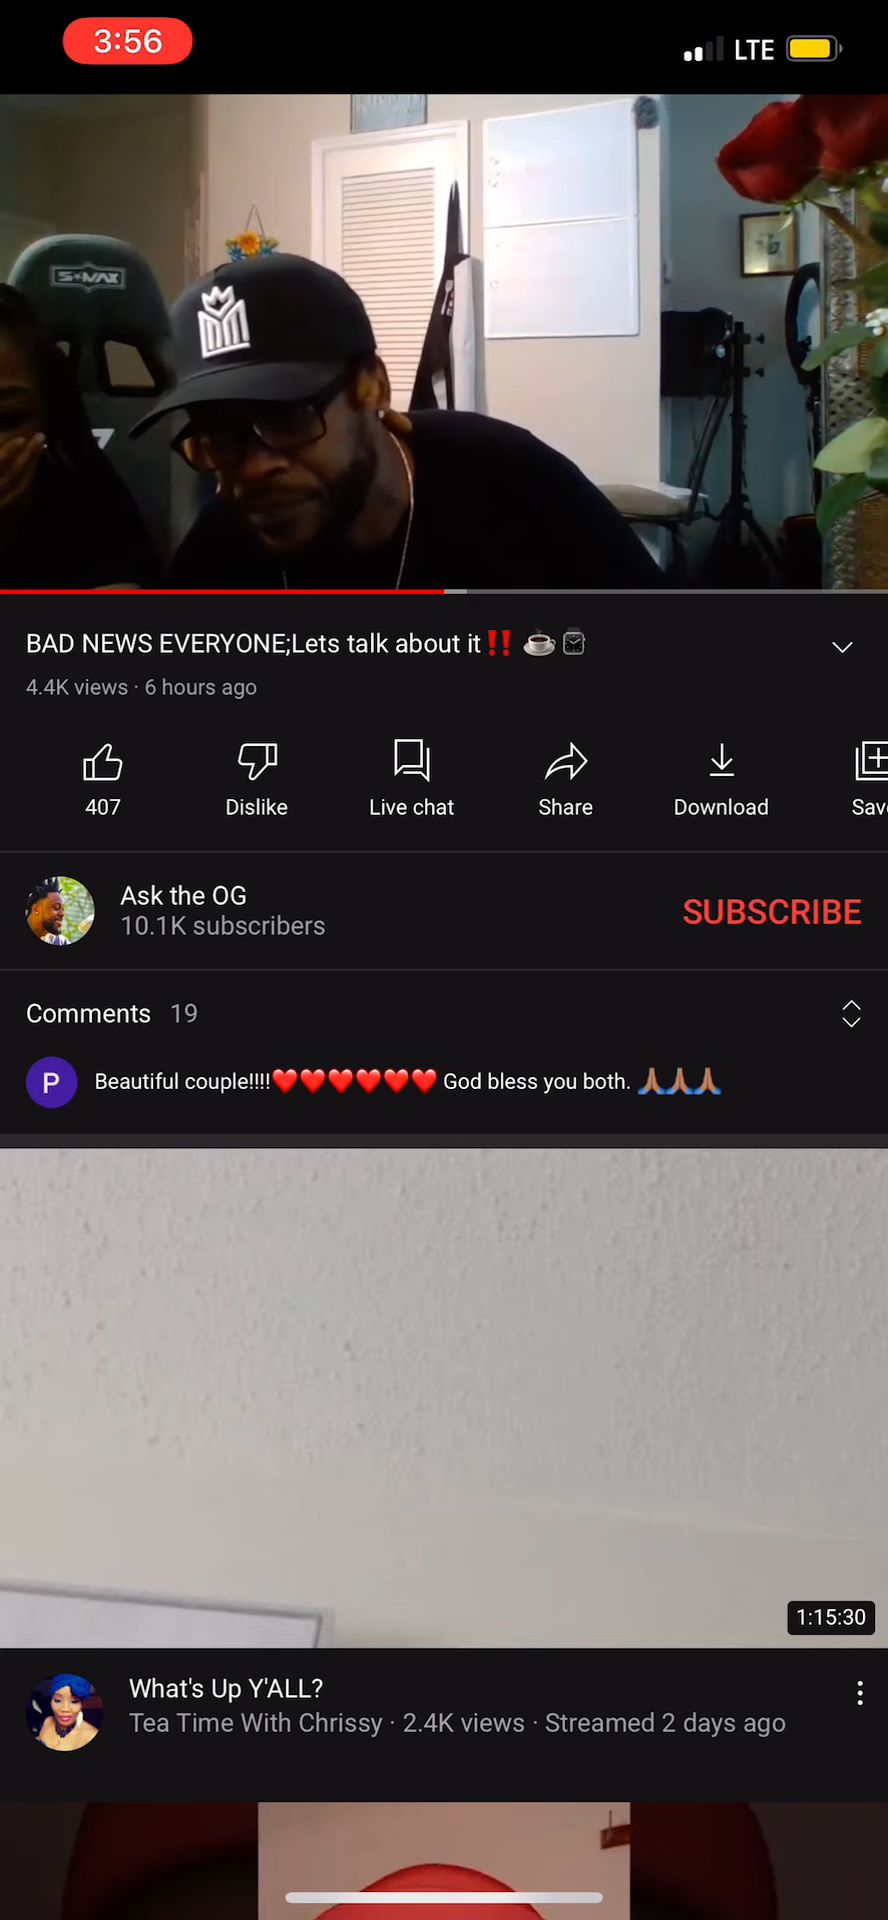 3:56
LTE
S·MAX
BAD NEWS EVERYONE;Lets talk about it‼️ ☕ ⌚
4.4K views · 6 hours ago
407
Dislike
Live chat
Share
Download
Save
Ask the OG
10.1K subscribers
SUBSCRIBE
Comments 19
P
Beautiful couple!!!!❤️❤️❤️❤️❤️❤️ God bless you both. 🙏🏽🙏🏽🙏🏽
1:15:30
What's Up Y'ALL?
Tea Time With Chrissy · 2.4K views · Streamed 2 days ago